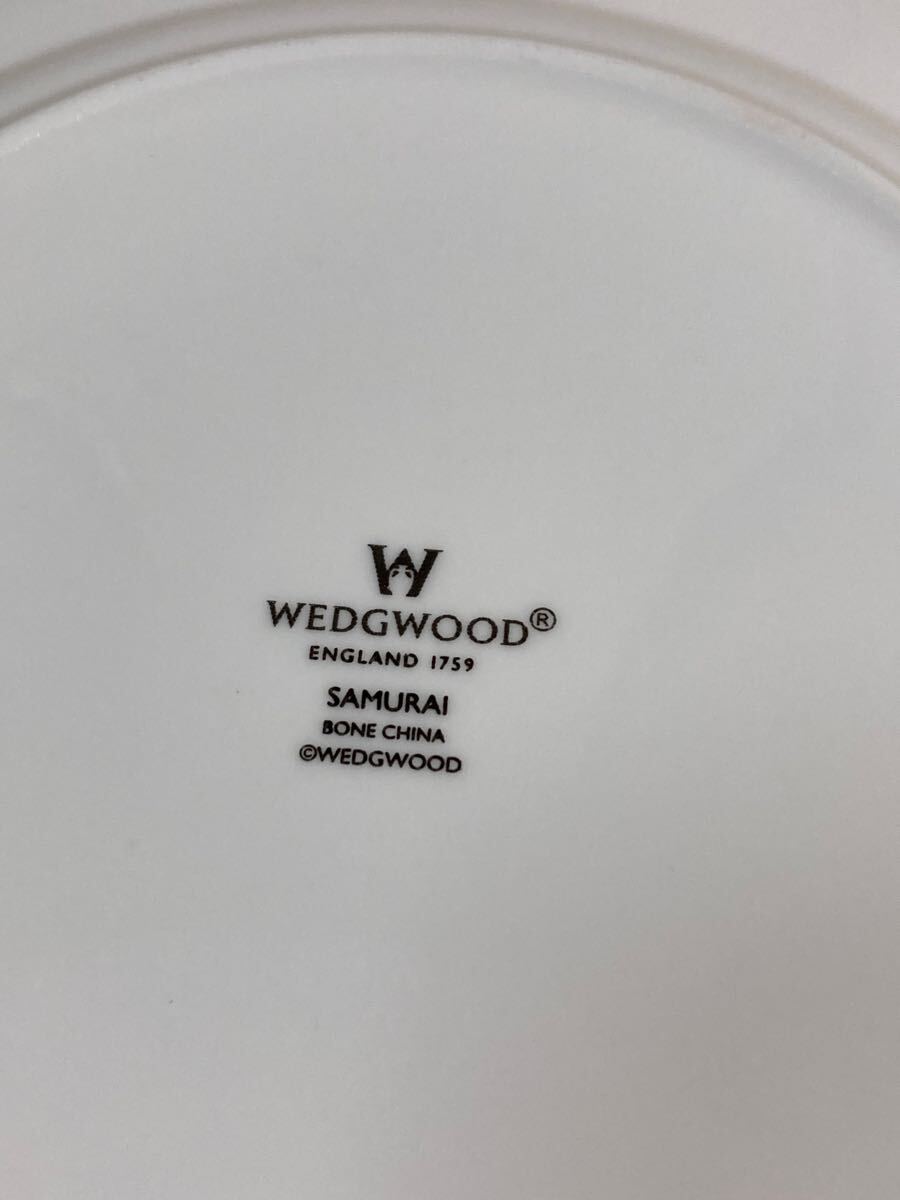 W
WEDGWOOD®
ENGLAND 1759
SAMURAI
BONE CHINA
©WEDGWOOD